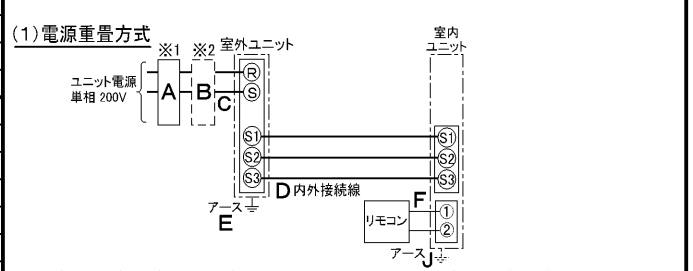 (1)電源重畳方式
※1 ※2 室外ユニット
室内
ユニット
ユニット電源
単相 200V
A
B
C
R
S
S1
S2
S3
S1
S2
S3
D 内外接続線
アース
E
リモコン
F
1
2
アース
J